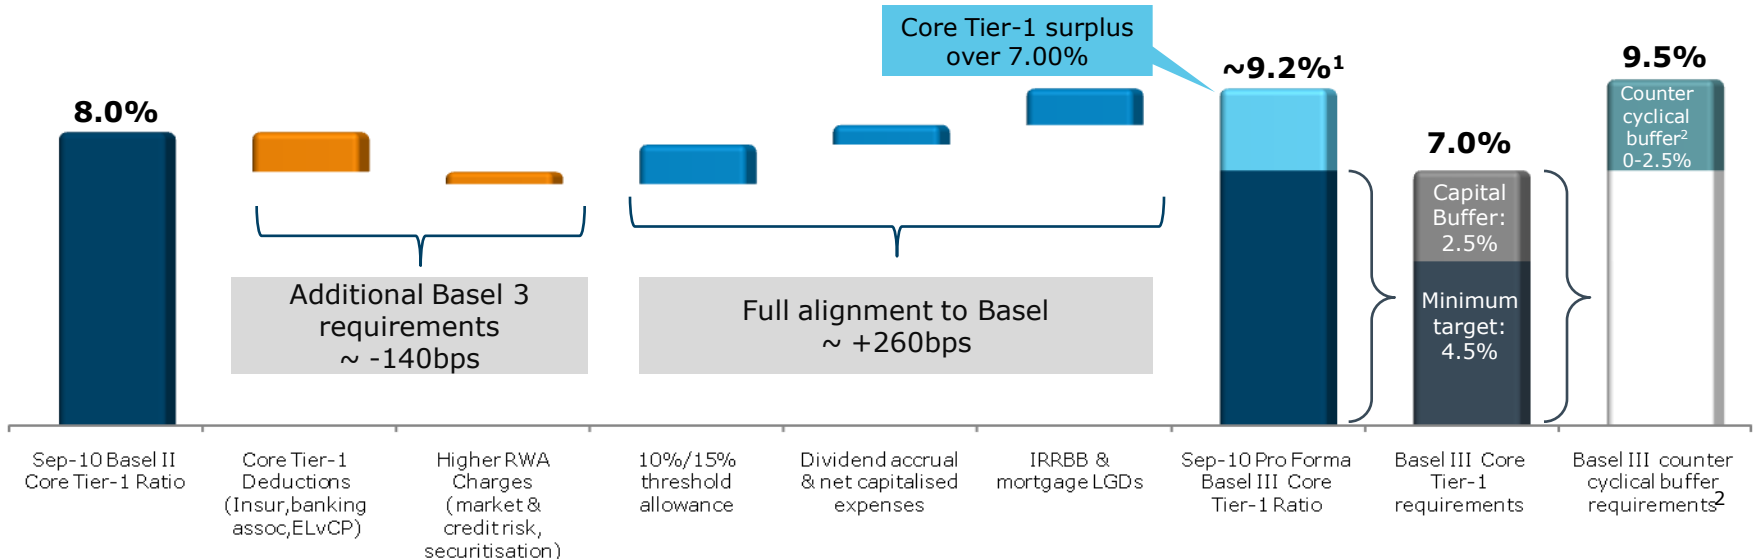 Core Tier-1 surplus
over 7.00%
8.0%
~9.2%¹
7.0%
9.5%
Counter
cyclical
buffer²
0-2.5%
Capital
Buffer:
2.5%
Minimum
target:
4.5%
Additional Basel 3
requirements
~ -140bps
Full alignment to Basel
~ +260bps
Sep-10 Basel II
Core Tier-1 Ratio
Core Tier-1
Deductions
(Insur,banking
assoc,ELvCP)
Higher RWA
Charges
(market &
credit risk,
securitisation)
10%/15%
threshold
allowance
Dividend accrual
& net capitalised
expenses
IRRBB &
mortgage LGDs
Sep-10 Pro Forma
Basel III Core
Tier-1 Ratio
Basel III Core
Tier-1
requirements
Basel III counter
cyclical buffer
requirements²